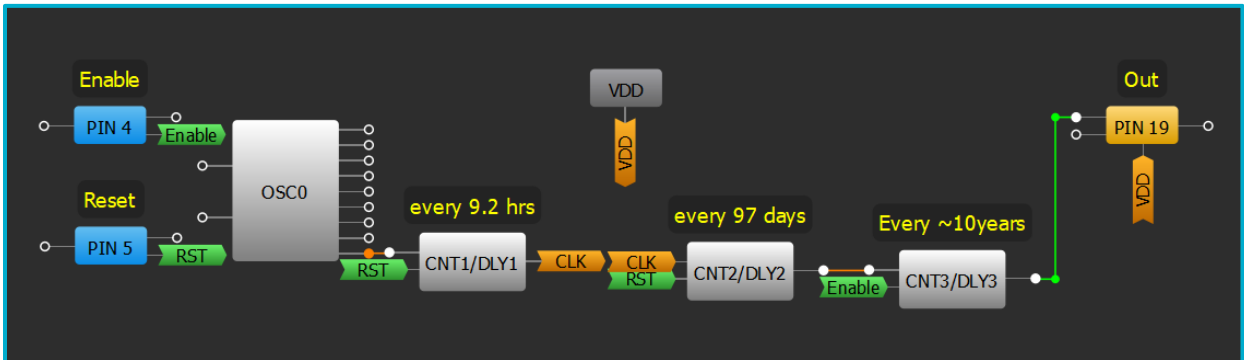 Enable
PIN 4
Enable
Reset
PIN 5
RST
OSC0
every 9.2 hrs
RST
CNT1/DLY1
CLK
VDD
VDD
CLK
RST
every 97 days
CNT2/DLY2
Every ~10years
Enable
CNT3/DLY3
Out
PIN 19
VDD